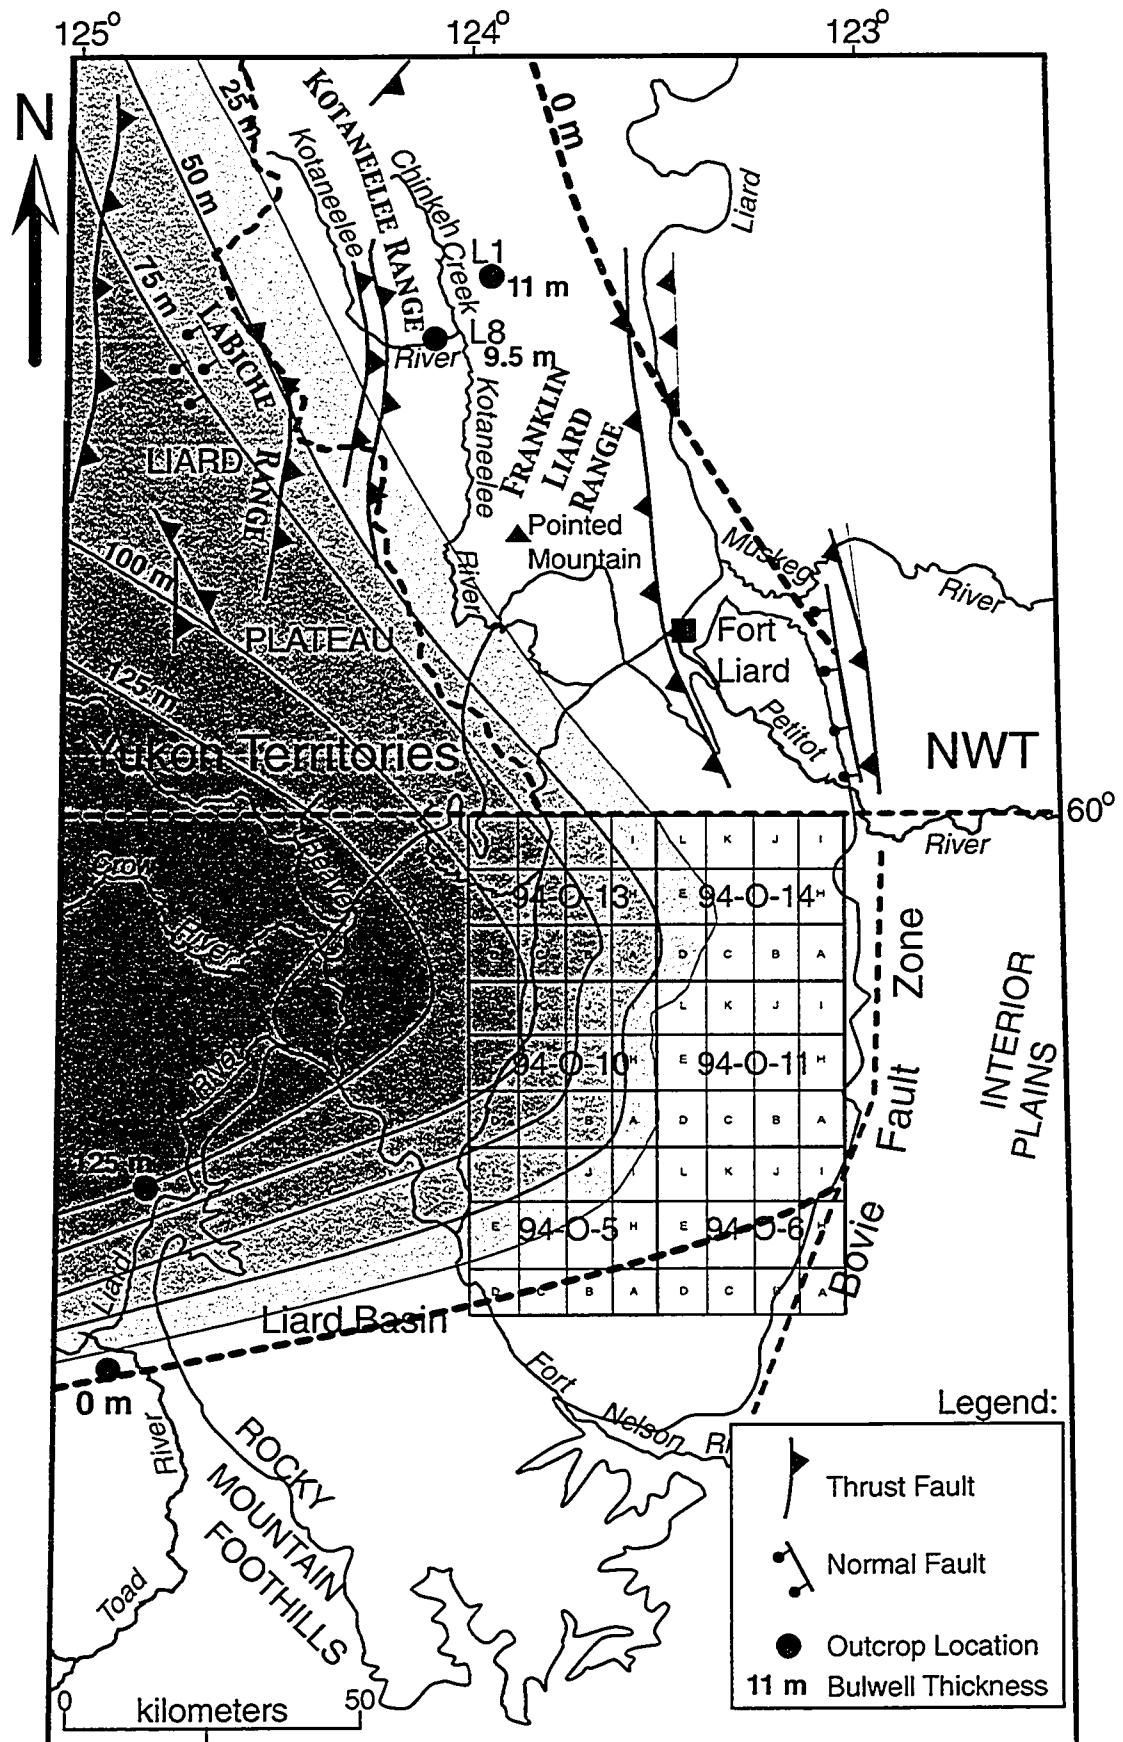 125°
124°
123°
N
25 m
KOTANEELEE RANGE
0 m
Kotaneelee
Chinkeh Creek
50 m
Liard
L1
11 m
75 m
LABICHE
RANGE
L8
9.5 m
River
Kotaneelee
River
FRANKLIN
LIARD
RANGE
LIARD
PLATEAU
Pointed
Mountain
Muskeg
River
100 m
125 m
Fort
Liard
Petitot
River
Yukon Territories
NWT
60°
Crow
River
Beaver
River
L K J I
94-O-13 H E 94-O-14 H
C B A D C B A
K J I L K J I
94-O-10 H E 94-O-11 H
D B A D C B A
K J I L K J I
E 94-O-5 H E 94-O-6 H
D C B A D C B A
Bovie Fault Zone
INTERIOR
PLAINS
125 m
Liard
Liard Basin
0 m
River
Toad
Fort
Nelson
Ri
ROCKY
MOUNTAIN
FOOTHILLS
Legend:
Thrust Fault
Normal Fault
Outcrop Location
11 m Bulwell Thickness
0 kilometers 50